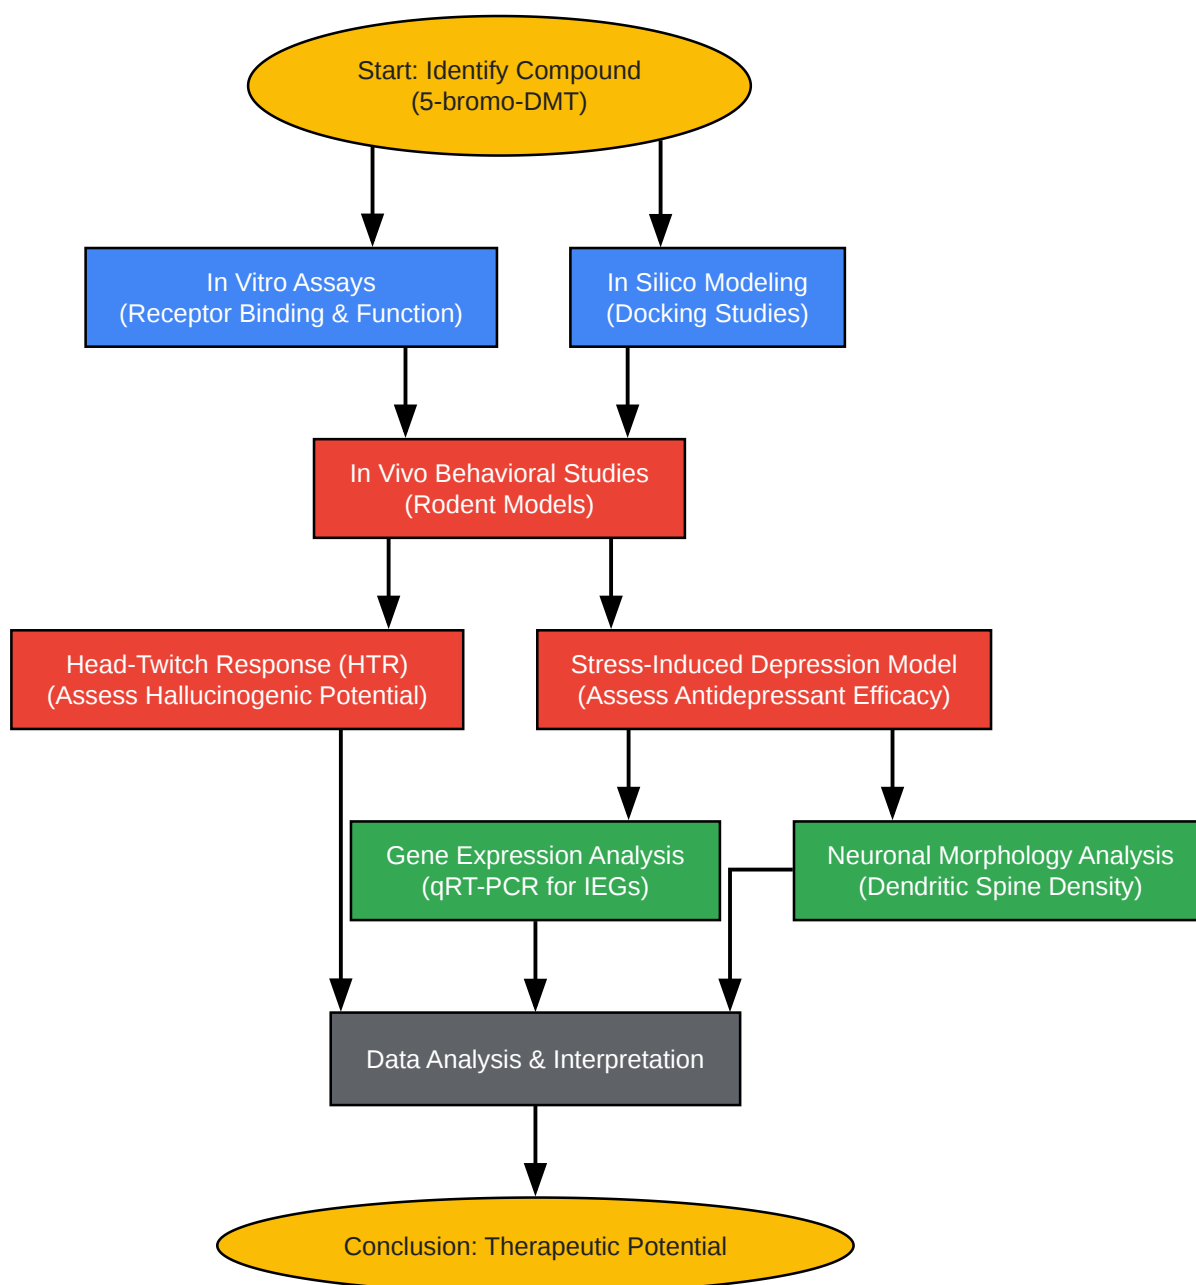 Start: Identify Compound
(5-bromo-DMT)
In Vitro Assays
(Receptor Binding & Function)
In Silico Modeling
(Docking Studies)
In Vivo Behavioral Studies
(Rodent Models)
Head-Twitch Response (HTR)
(Assess Hallucinogenic Potential)
Stress-Induced Depression Model
(Assess Antidepressant Efficacy)
Gene Expression Analysis
(qRT-PCR for IEGs)
Neuronal Morphology Analysis
(Dendritic Spine Density)
Data Analysis & Interpretation
Conclusion: Therapeutic Potential